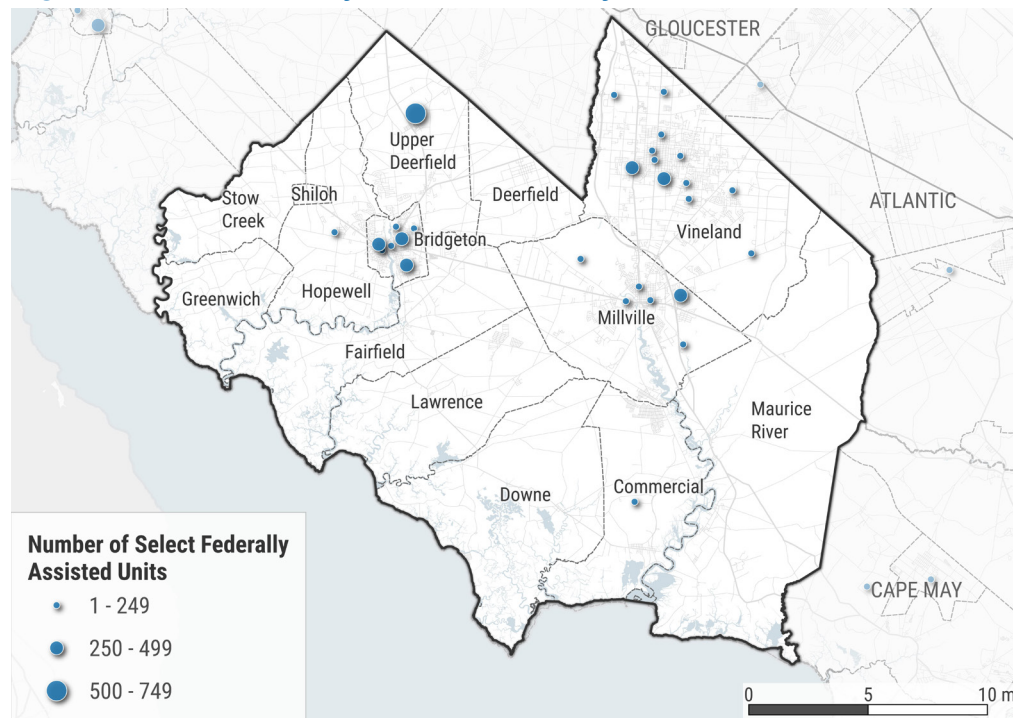 GLOUCESTER
Upper
Deerfield
Stow
Creek
Shiloh
Deerfield
ATLANTIC
Bridgeton
Vineland
Greenwich
Hopewell
Millville
Fairfield
Lawrence
Maurice
River
Downe
Commercial
Number of Select Federally
Assisted Units
1 - 249
250 - 499
500 - 749
CAPE MAY
0 5 10 m